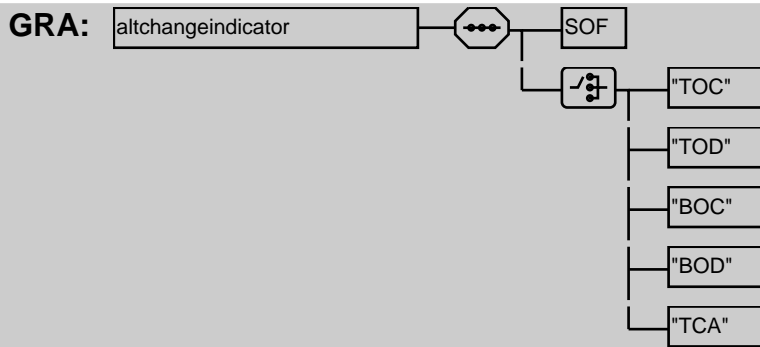 GRA: altchangeindicator SOF
"TOC"
"TOD"
"BOC"
"BOD"
"TCA"